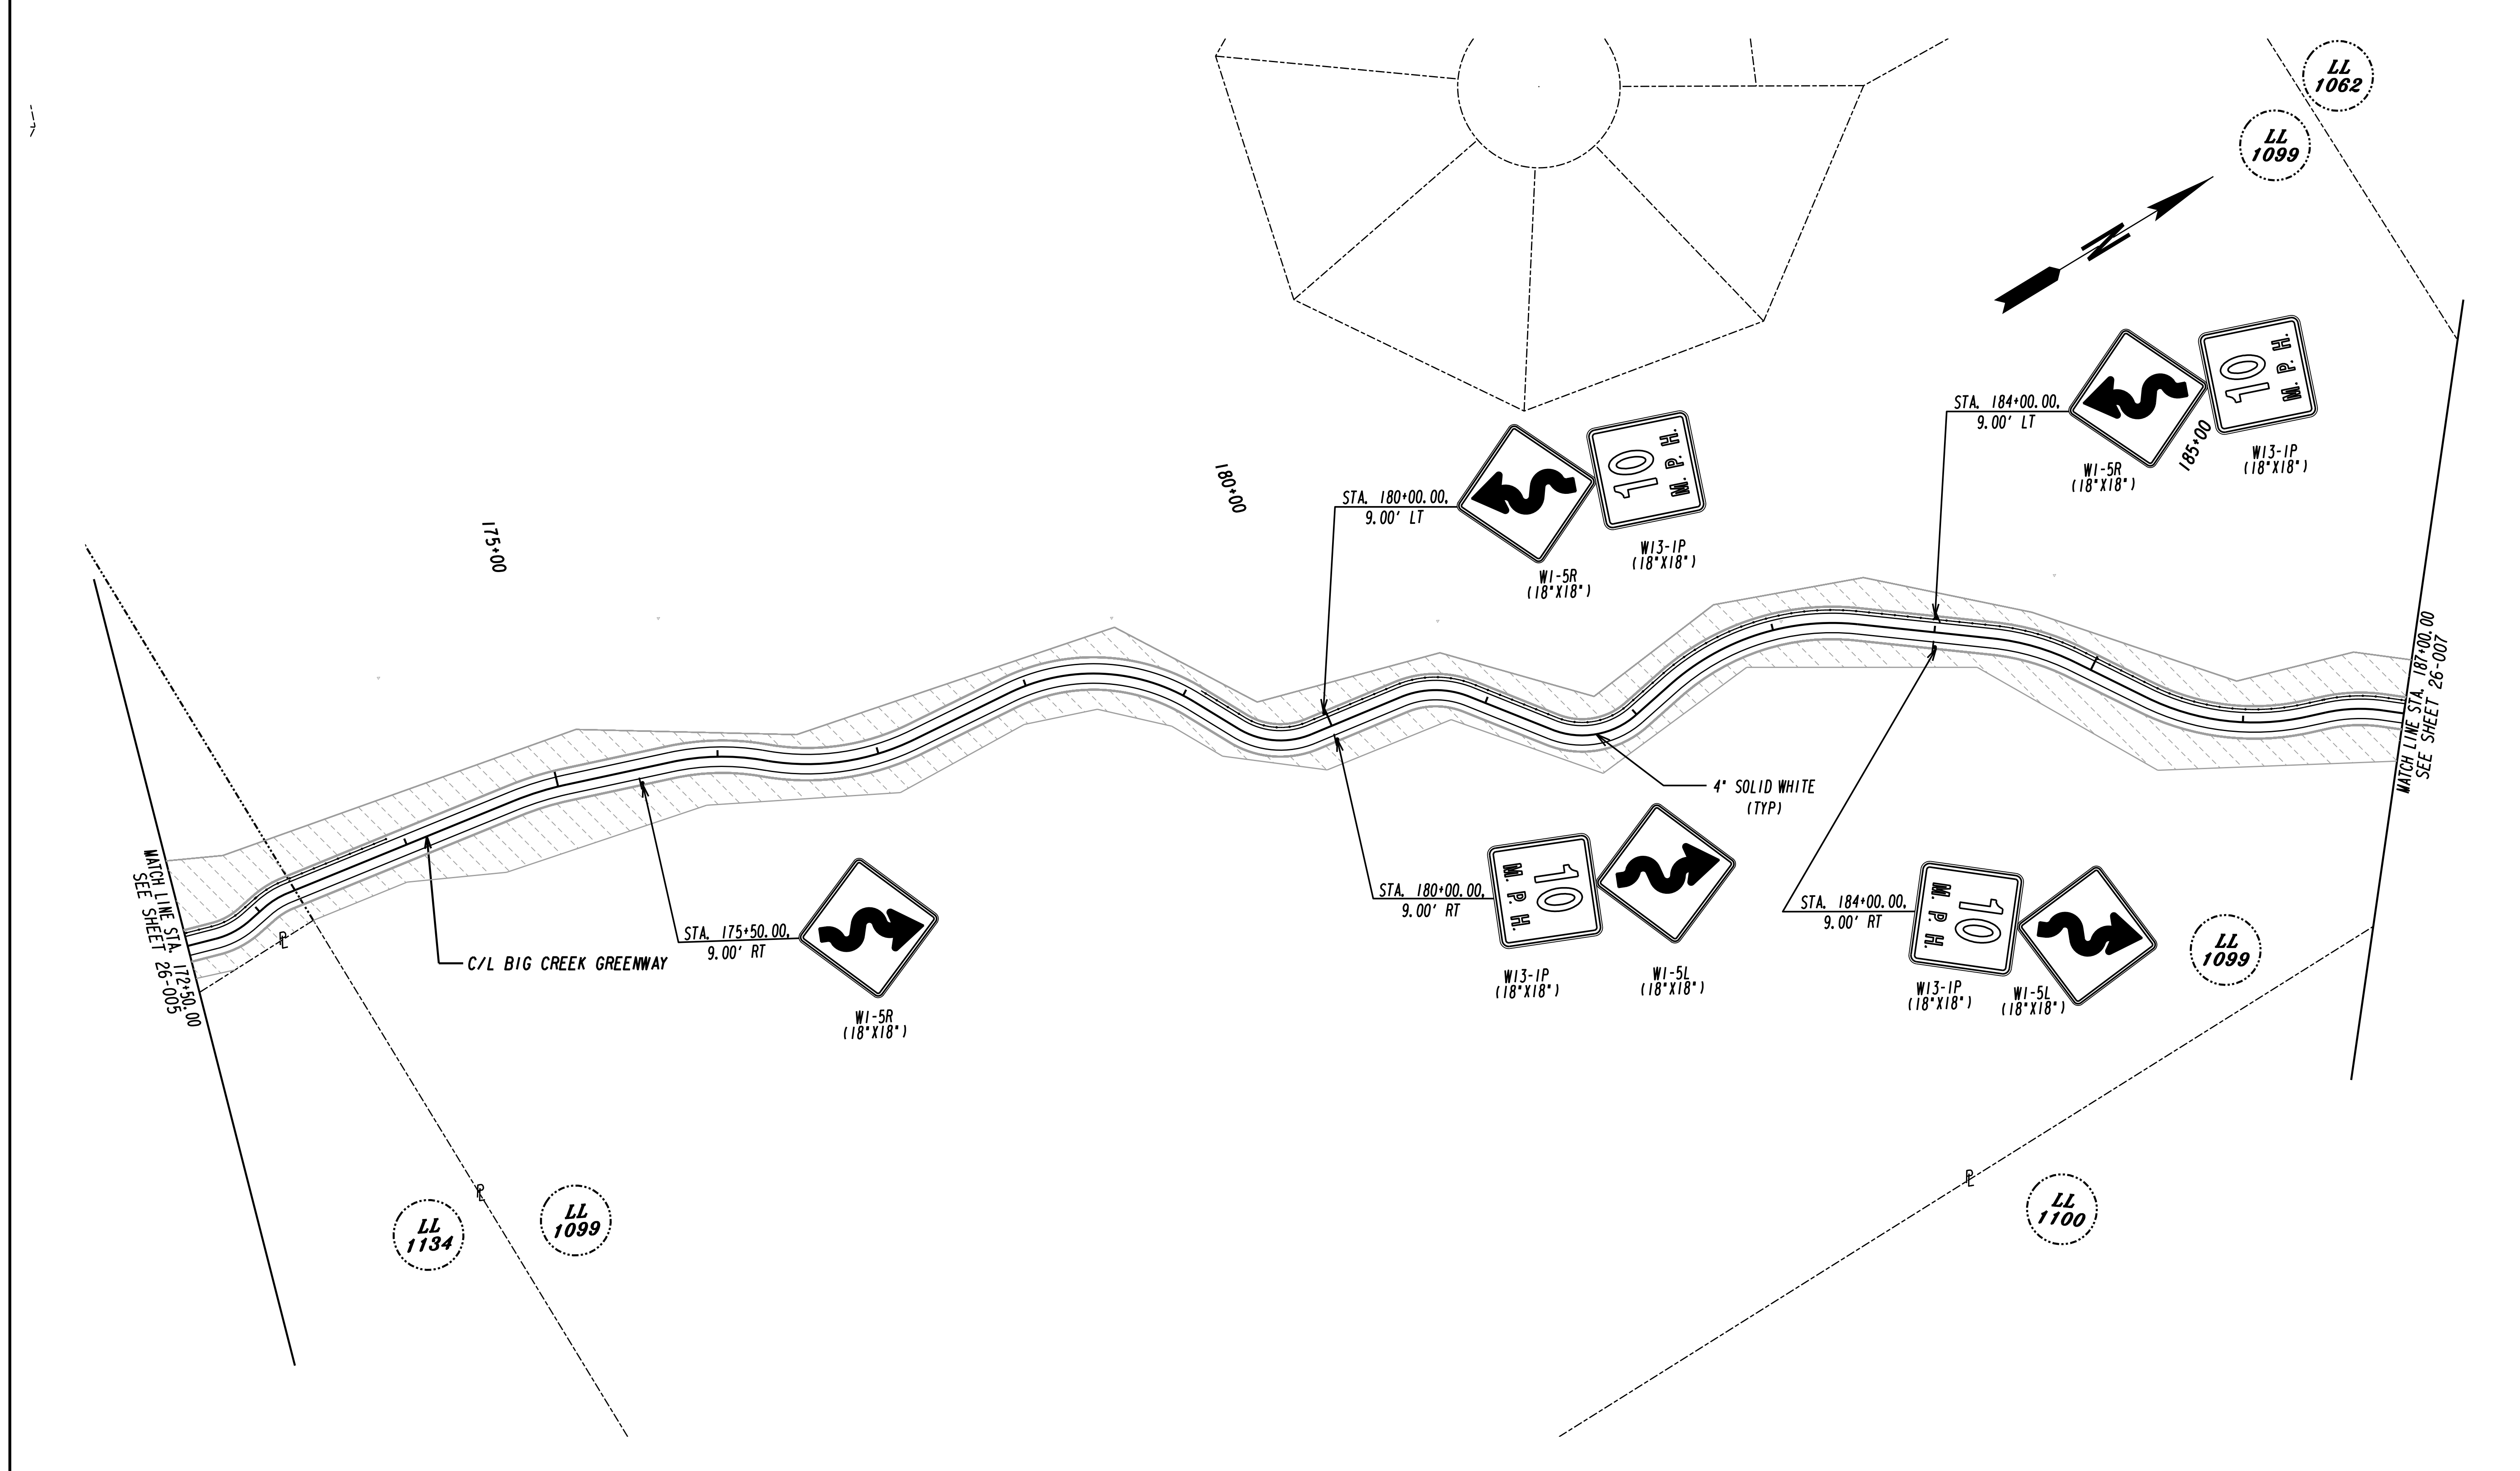 LL
1062
LL
1099
N
STA. 184+00.00,
9.00' LT
10
M. P. H.
185+00
W1-5R
(18"X18")
W13-1P
(18"X18")
STA. 180+00.00,
9.00' LT
10
M. P. H.
W1-5R
(18"X18")
W13-1P
(18"X18")
180+00
175+00
MATCH LINE STA. 187+00.00
SEE SHEET 26-007
4" SOLID WHITE
(TYP)
MATCH LINE STA. 172+50.00
SEE SHEET 26-005
PL
C/L BIG CREEK GREENWAY
STA. 175+50.00,
9.00' RT
W1-5R
(18"X18")
STA. 180+00.00,
9.00' RT
10
M. P. H.
W13-1P
(18"X18")
W1-5L
(18"X18")
STA. 184+00.00,
9.00' RT
10
M. P. H.
W13-1P
(18"X18")
W1-5L
(18"X18")
LL
1099
PL
LL
1134
LL
1099
PL
LL
1100